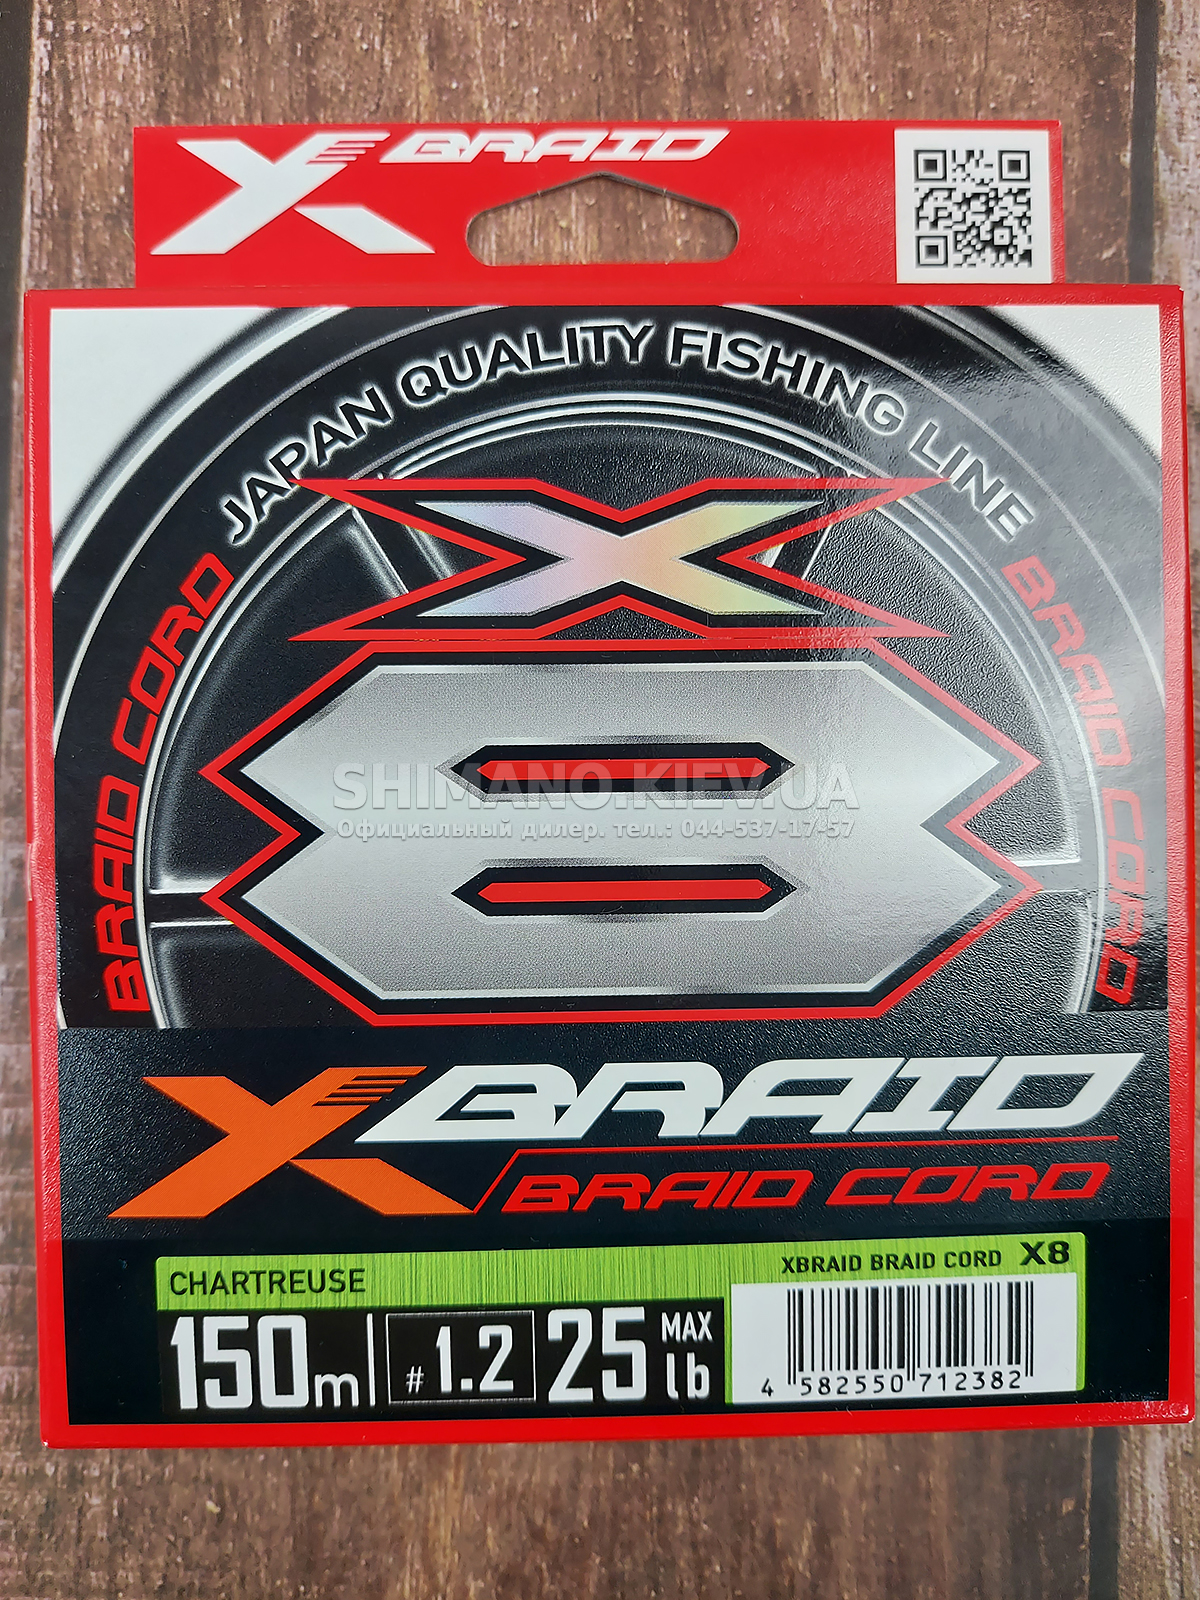 X BRAID
BRAID CORD JAPAN QUALITY FISHING LINE BRAID CORD
X
8
SHIMANO.KIEV.UA
Официальный дилер. тел.: 044-537-17-57
X BRAID
BRAID CORD
CHARTREUSE
XBRAID BRAID CORD X8
150m # 1.2 25 MAX lb
4 582550 712382